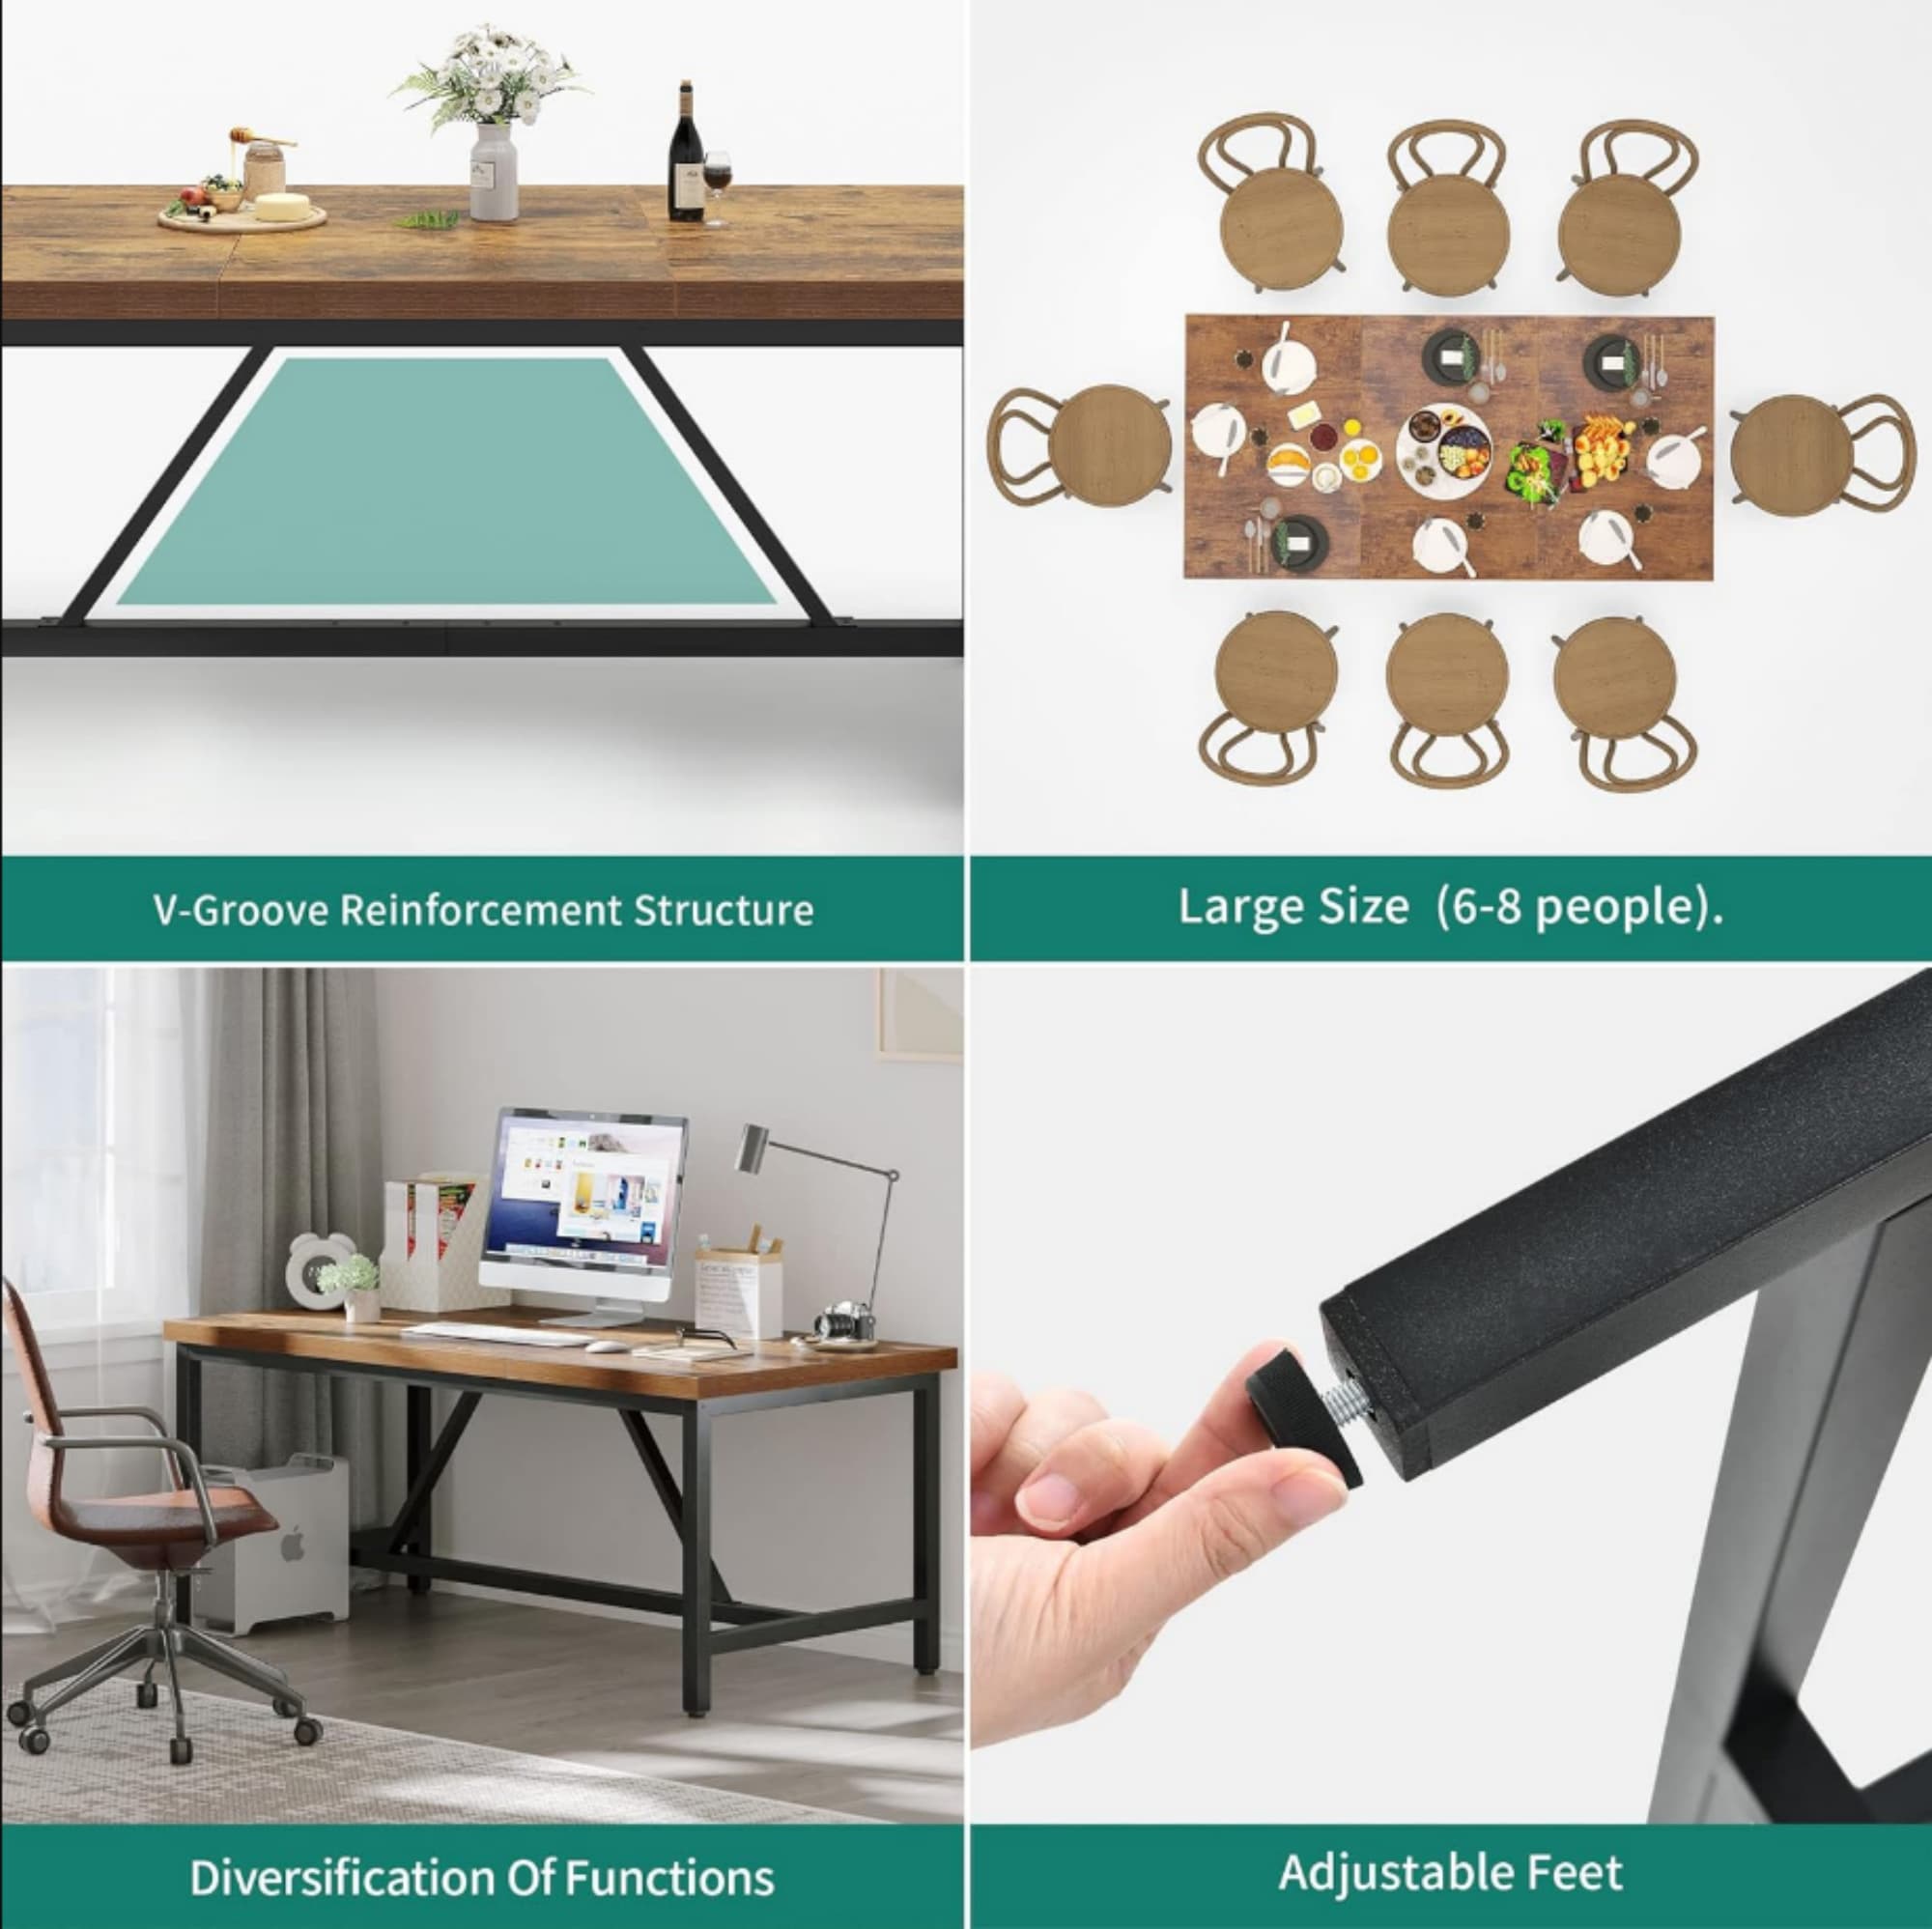 V-Groove Reinforcement Structure
Large Size (6-8 people).
Diversification Of Functions
Adjustable Feet